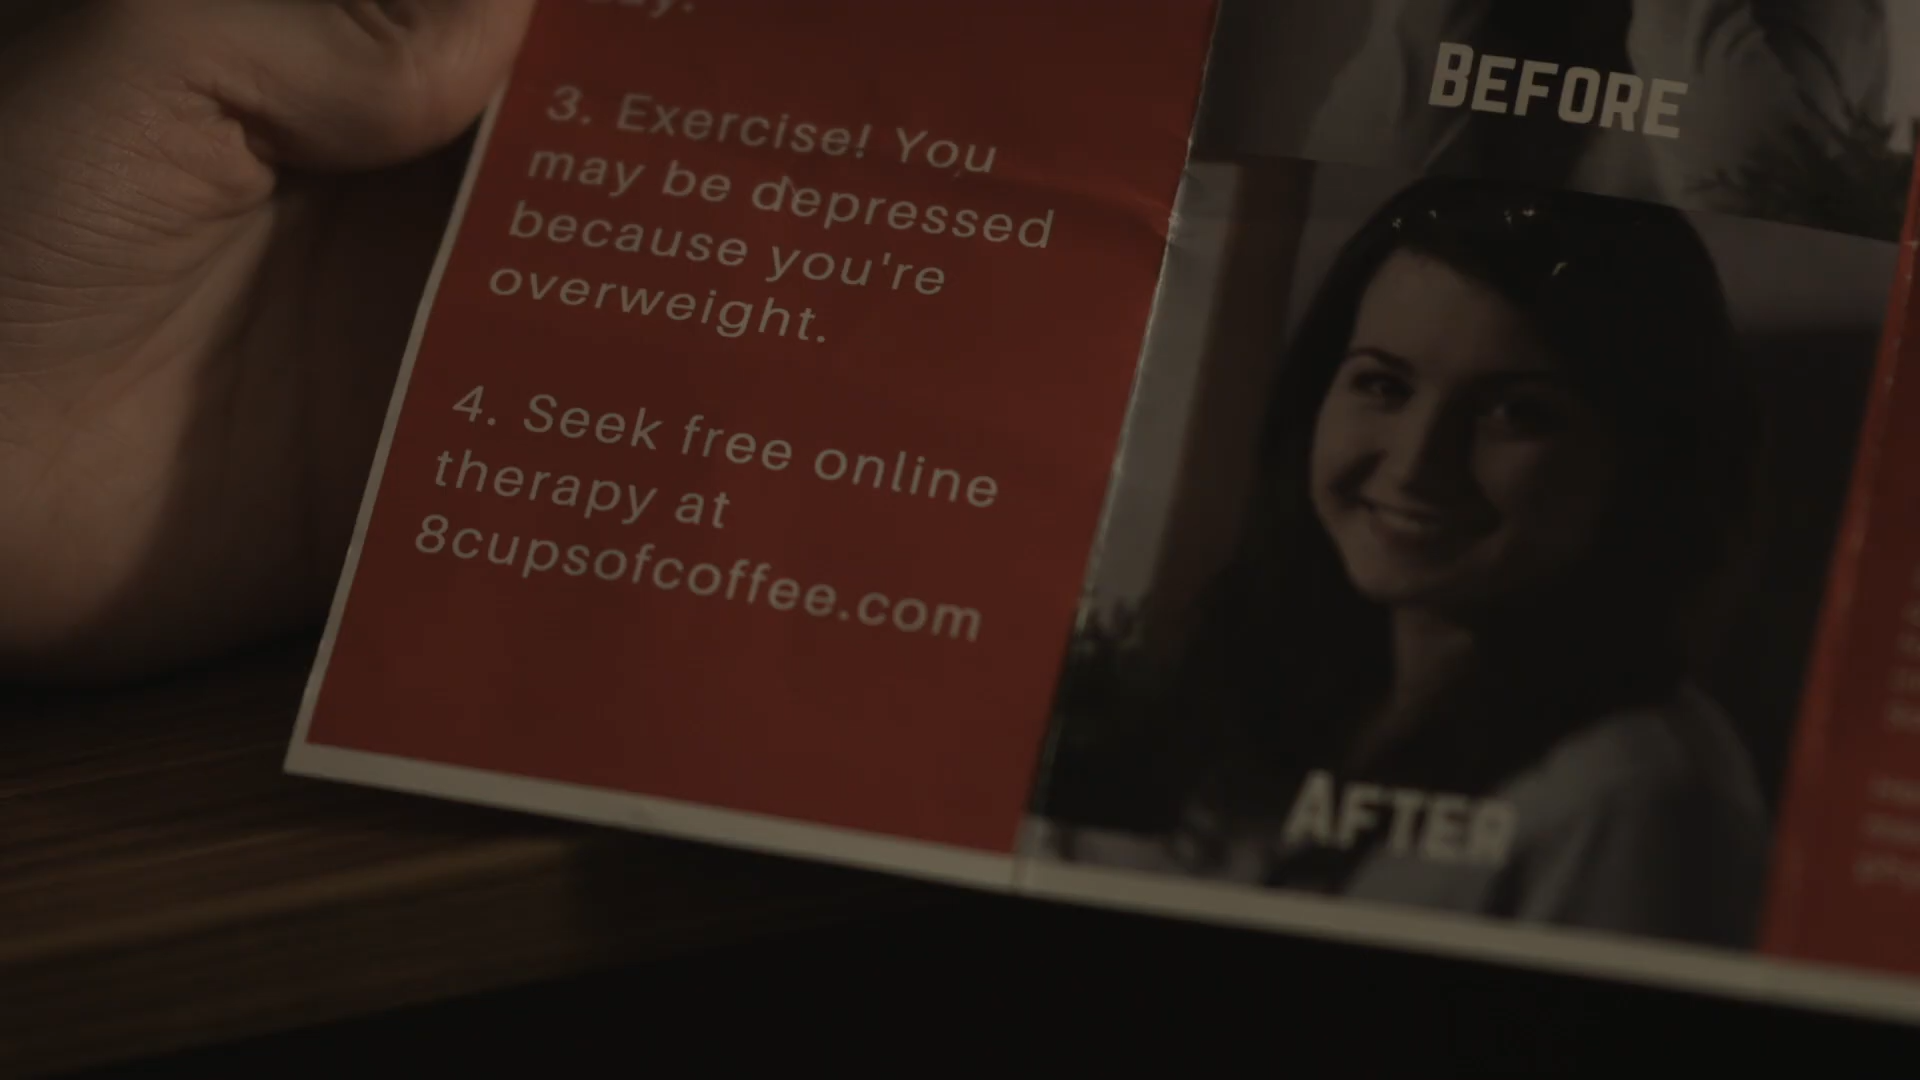 3. Exercise! You
may be depressed
because you're
overweight.
4. Seek free online
therapy at
8cupsofcoffee.com
BEFORE
AFTER